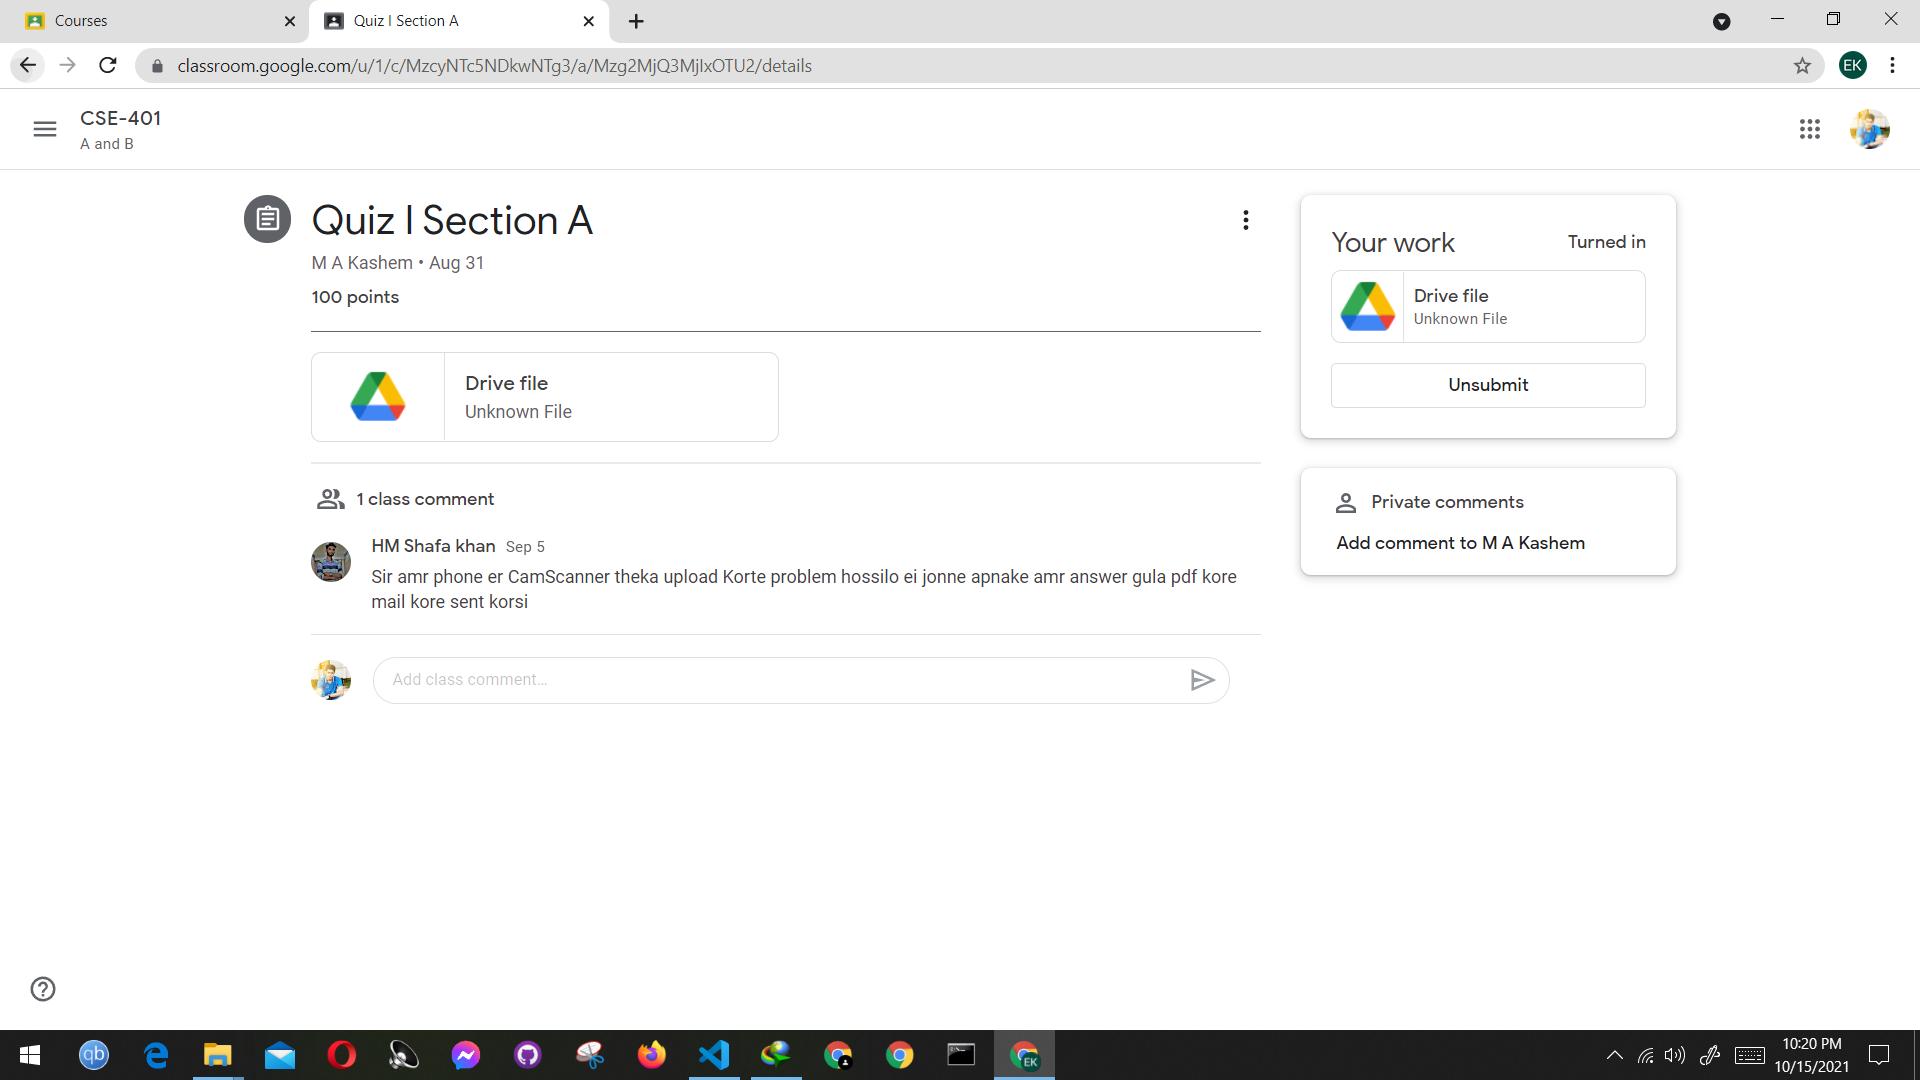 Courses
Quiz I Section A
classroom.google.com/u/1/c/MzcyNTc5NDkwNTg3/a/Mzg2MjQ3MjIxOTU2/details
EK
CSE-401
A and B
Quiz I Section A
M A Kashem • Aug 31
100 points
Drive file
Unknown File
1 class comment
HM Shafa khan Sep 5
Sir amr phone er CamScanner theka upload Korte problem hossilo ei jonne apnake amr answer gula pdf kore
mail kore sent korsi
Add class comment...
Your work
Turned in
Drive file
Unknown File
Unsubmit
Private comments
Add comment to M A Kashem
qb
EK
10:20 PM
10/15/2021